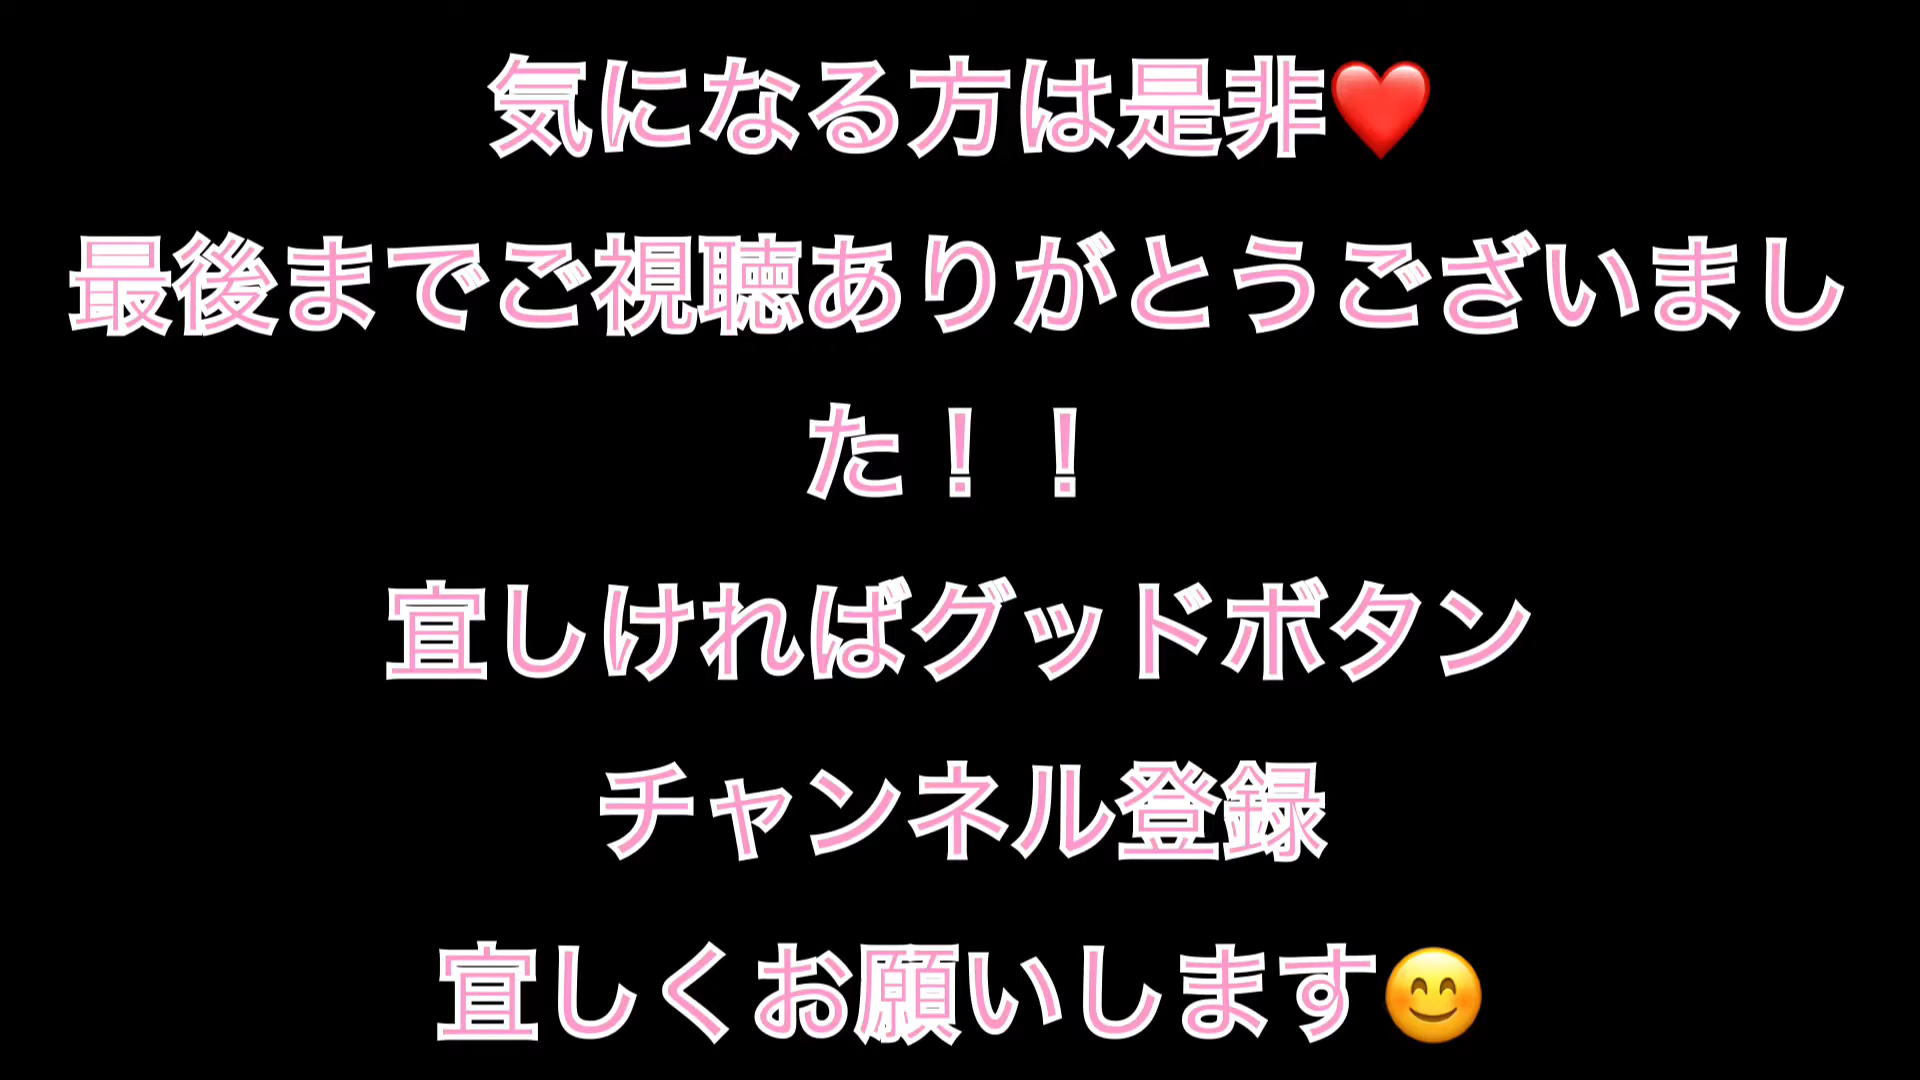 気になる方は是非❤️
最後までご視聴ありがとうございまし
た！！
宜しければグッドボタン
チャンネル登録
宜しくお願いします😊